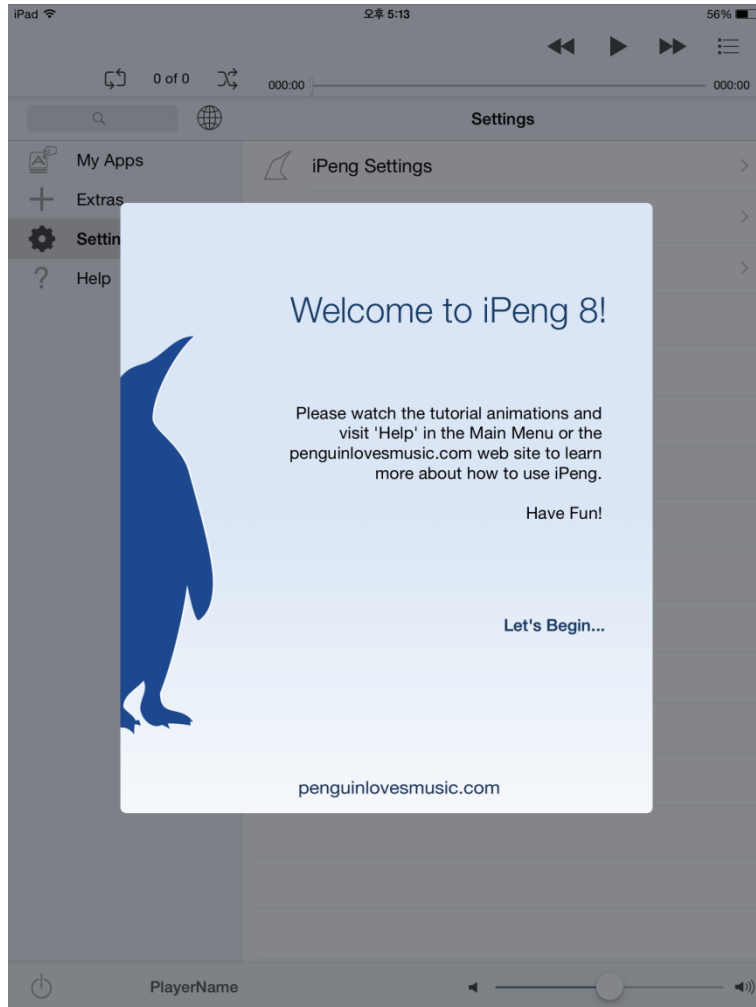 iPad 오후 5:13 56%
0 of 0 000:00 000:00
Settings
My Apps
iPeng Settings
Extras
Settin
Help
Welcome to iPeng 8!
Please watch the tutorial animations and
visit 'Help' in the Main Menu or the
penguinlovesmusic.com web site to learn
more about how to use iPeng.
Have Fun!
Let's Begin...
penguinlovesmusic.com
PlayerName